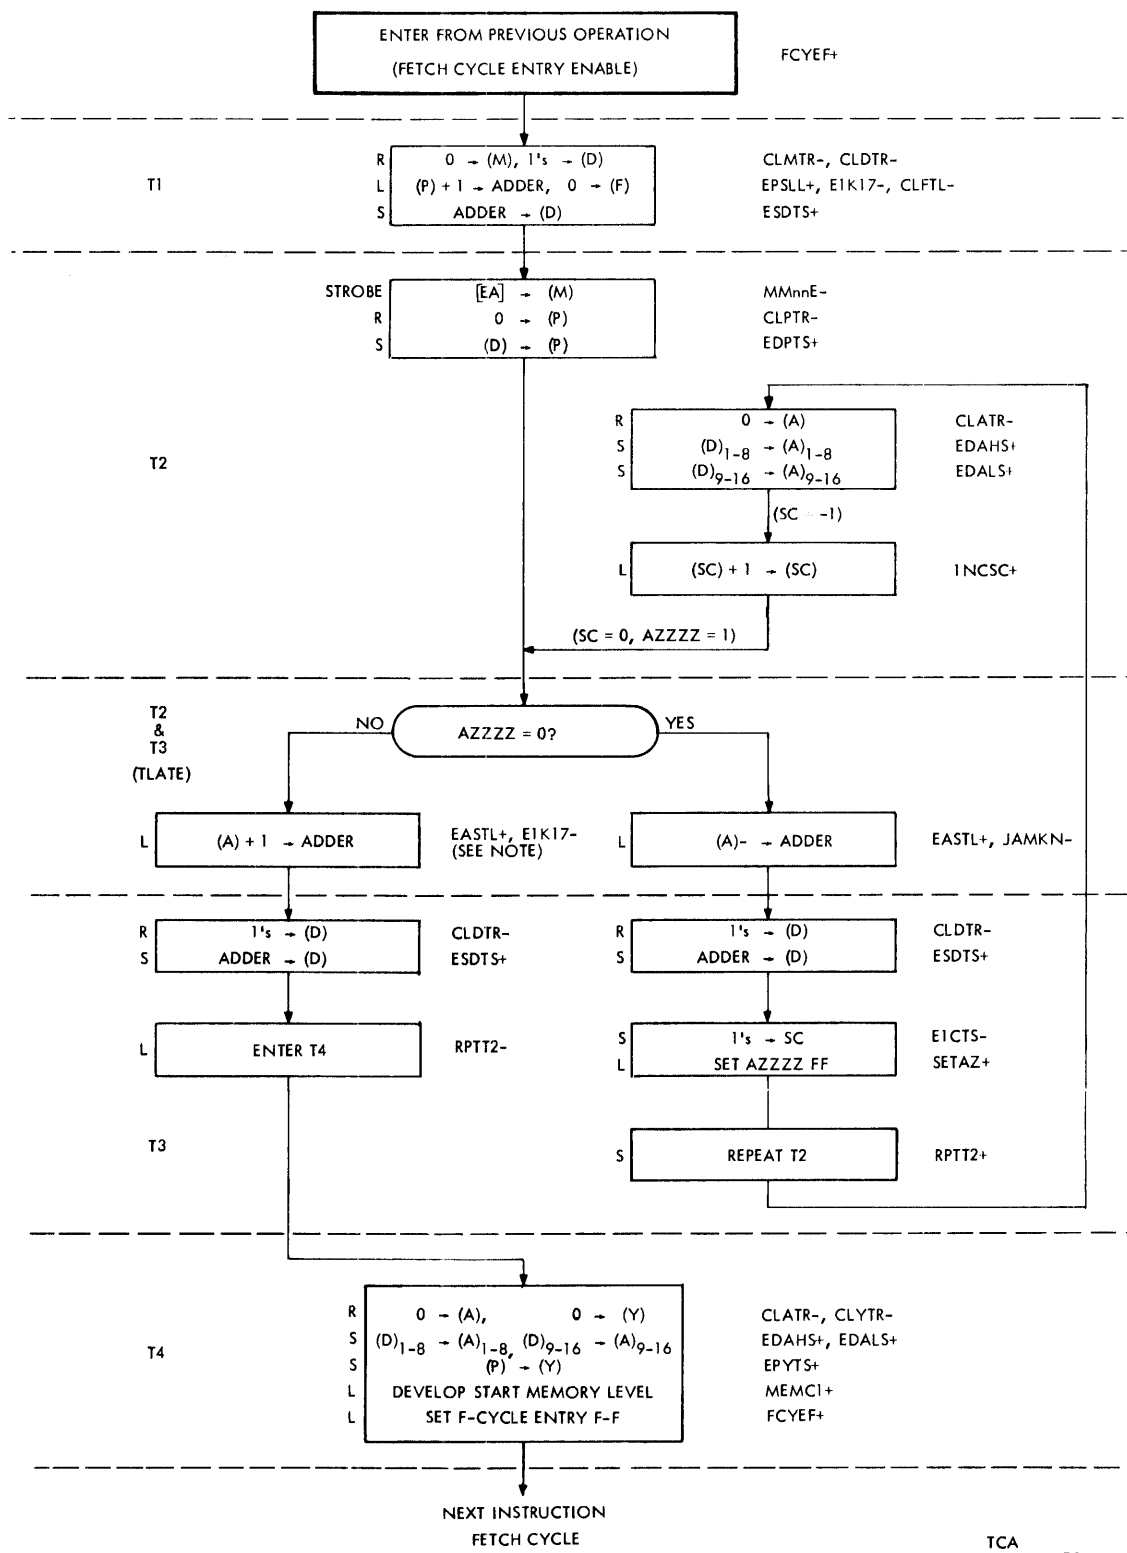 ENTER FROM PREVIOUS OPERATION
(FETCH CYCLE ENTRY ENABLE)
FCYEF+
T1
R 0 → (M), 1's → (D) CLMTR-, CLDTR-
L (P) + 1 → ADDER, 0 → (F) EPSLL+, E1K17-, CLFTL-
S ADDER → (D) ESDTS+
T2
STROBE [EA] → (M) MMnnE-
R 0 → (P) CLPTR-
S (D) → (P) EDPTS+
R 0 → (A) CLATR-
S (D)1-8 → (A)1-8 EDAHS+
S (D)9-16 → (A)9-16 EDALS+
(SC -1)
L (SC) + 1 → (SC) 1NCSC+
(SC = 0, AZZZZ = 1)
T2
&
T3
(TLATE)
NO AZZZZ = 0? YES
L (A) + 1 → ADDER EASTL+, E1K17-
(SEE NOTE)
L (A)- → ADDER EASTL+, JAMKN-
R 1's → (D) CLDTR-
S ADDER → (D) ESDTS+
R 1's → (D) CLDTR-
S ADDER → (D) ESDTS+
L ENTER T4 RPTT2-
S 1's → SC E1CTS-
L SET AZZZZ FF SETAZ+
T3
S REPEAT T2 RPTT2+
T4
R 0 → (A), 0 → (Y) CLATR-, CLYTR-
S (D)1-8 → (A)1-8, (D)9-16 → (A)9-16 EDAHS+, EDALS+
S (P) → (Y) EPYTS+
L DEVELOP START MEMORY LEVEL MEMC1+
L SET F-CYCLE ENTRY F-F FCYEF+
NEXT INSTRUCTION
FETCH CYCLE
TCA